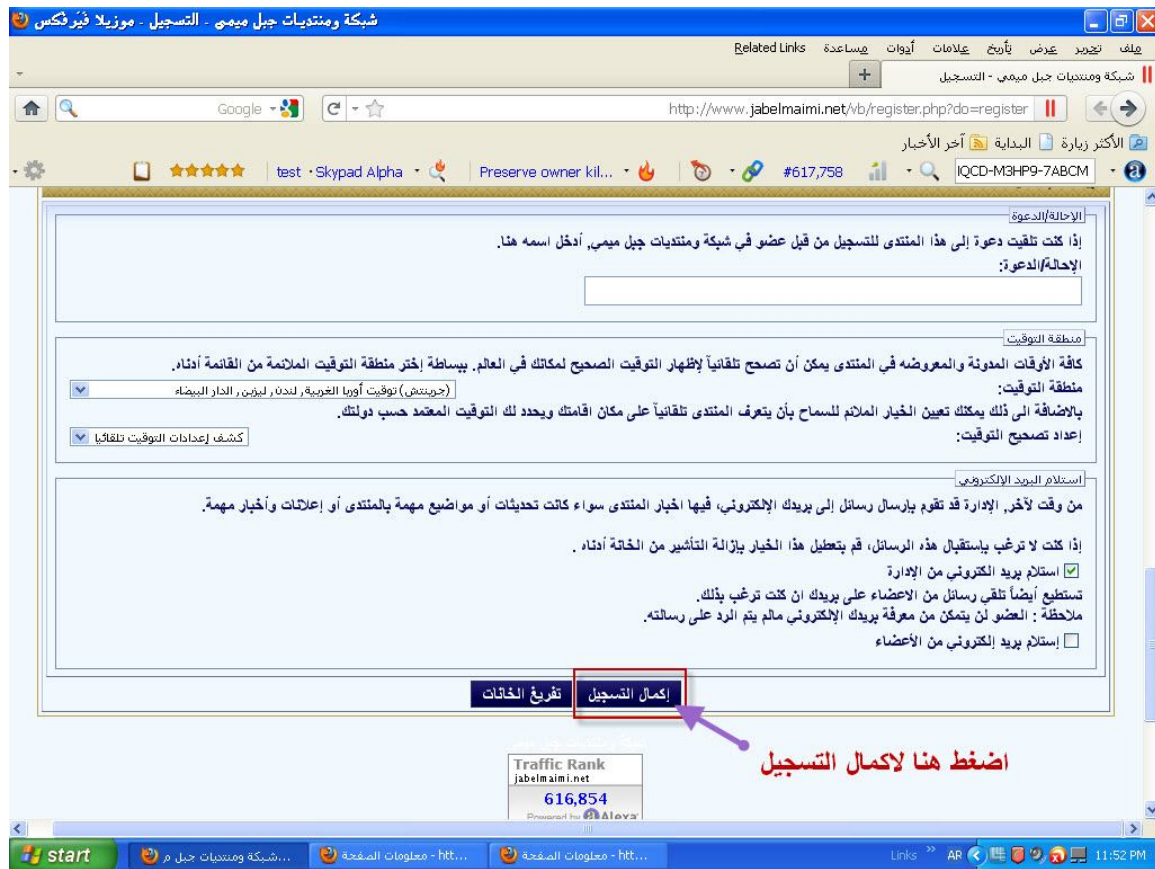 شبكة ومنتديات جبل ميمي - التسجيل - موزيلا فَيَرفُكس
ملف تحرير عرض تأريخ علامات أدوات مساعدة Related Links
شبكة ومنتديات جبل ميمي - التسجيل
http://www.jabelmaimi.net/vb/register.php?do=register
Google
الأكثر زيارة البداية آخر الأخبار
IQCD-M3HP9-7ABCM
#617,758
Preserve owner kil...
test · Skypad Alpha
الإحالة/الدعوة
إذا كنت تلقيت دعوة إلى هذا المنتدى للتسجيل من قبل عضو في شبكة ومنتديات جبل ميمي, أدخل اسمه هنا.
الإحالة/الدعوة:
منطقة التوقيت
كافة الأوقات المدونة والمعروضه في المنتدى يمكن أن تصحح تلقائياً لإظهار التوقيت الصحيح لمكانك في العالم. ببساطة إختر منطقة التوقيت الملائمة من القائمة أدناه.
منطقة التوقيت:
(جرينتش) توقيت أوربا الغربية, لندن, ليزبن, الدار البيضاء
بالاضافة الى ذلك يمكنك تعيين الخيار الملائم للسماح بأن يتعرف المنتدى تلقائياً على مكان اقامتك ويحدد لك التوقيت المعتمد حسب دولتك.
إعداد تصحيح التوقيت:
كشف إعدادات التوقيت تلقائيا
استلام البريد الإلكتروني
من وقت لآخر, الإدارة قد تقوم بإرسال رسائل إلى بريدك الإلكتروني، فيها اخبار المنتدى سواء كانت تحديثات أو مواضيع مهمة بالمنتدى أو إعلانات وأخبار مهمة.
إذا كنت لا ترغب بإستقبال هذه الرسائل، قم بتعطيل هذا الخيار بإزالة التأشير من الخانة أدناه .
استلام بريد الكتروني من الإدارة
تستطيع أيضاً تلقي رسائل من الاعضاء على بريدك ان كنت ترغب بذلك.
ملاحظة : العضو لن يتمكن من معرفة بريدك الإلكتروني مالم يتم الرد على رسالته.
إستلام بريد إلكتروني من الأعضاء
إكمال التسجيل
تفريغ الخانات
اضغط هنا لاكمال التسجيل
Traffic Rank
jabelmaimi.net
616,854
Powered by Alexa
start
شبكة ومنتديات جبل م...
معلومات الصفحة - htt...
معلومات الصفحة - htt...
Links
AR
11:52 PM